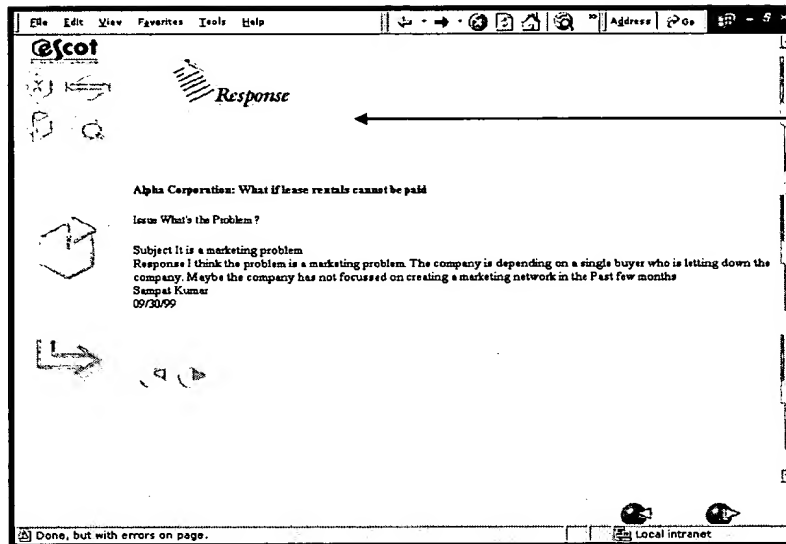 File Edit View Favorites Tools Help » Address Go
eScot
Response
Alpha Corporation: What if lease rentals cannot be paid
Issue What's the Problem?
Subject It is a marketing problem
Response I think the problem is a marketing problem. The company is depending on a single buyer who is letting down the
company. Maybe the company has not focussed on creating a marketing network in the Past few months
Sampat Kumar
09/30/99
Done, but with errors on page. Local intranet